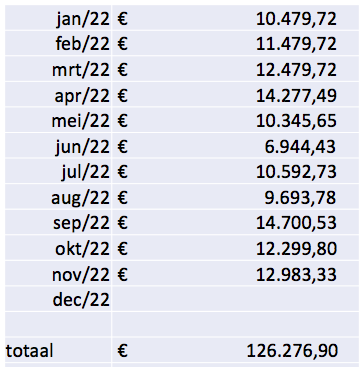 jan/22 € 10.479,72
feb/22 € 11.479,72
mrt/22 € 12.479,72
apr/22 € 14.277,49
mei/22 € 10.345,65
jun/22 € 6.944,43
jul/22 € 10.592,73
aug/22 € 9.693,78
sep/22 € 14.700,53
okt/22 € 12.299,80
nov/22 € 12.983,33
dec/22
totaal € 126.276,90